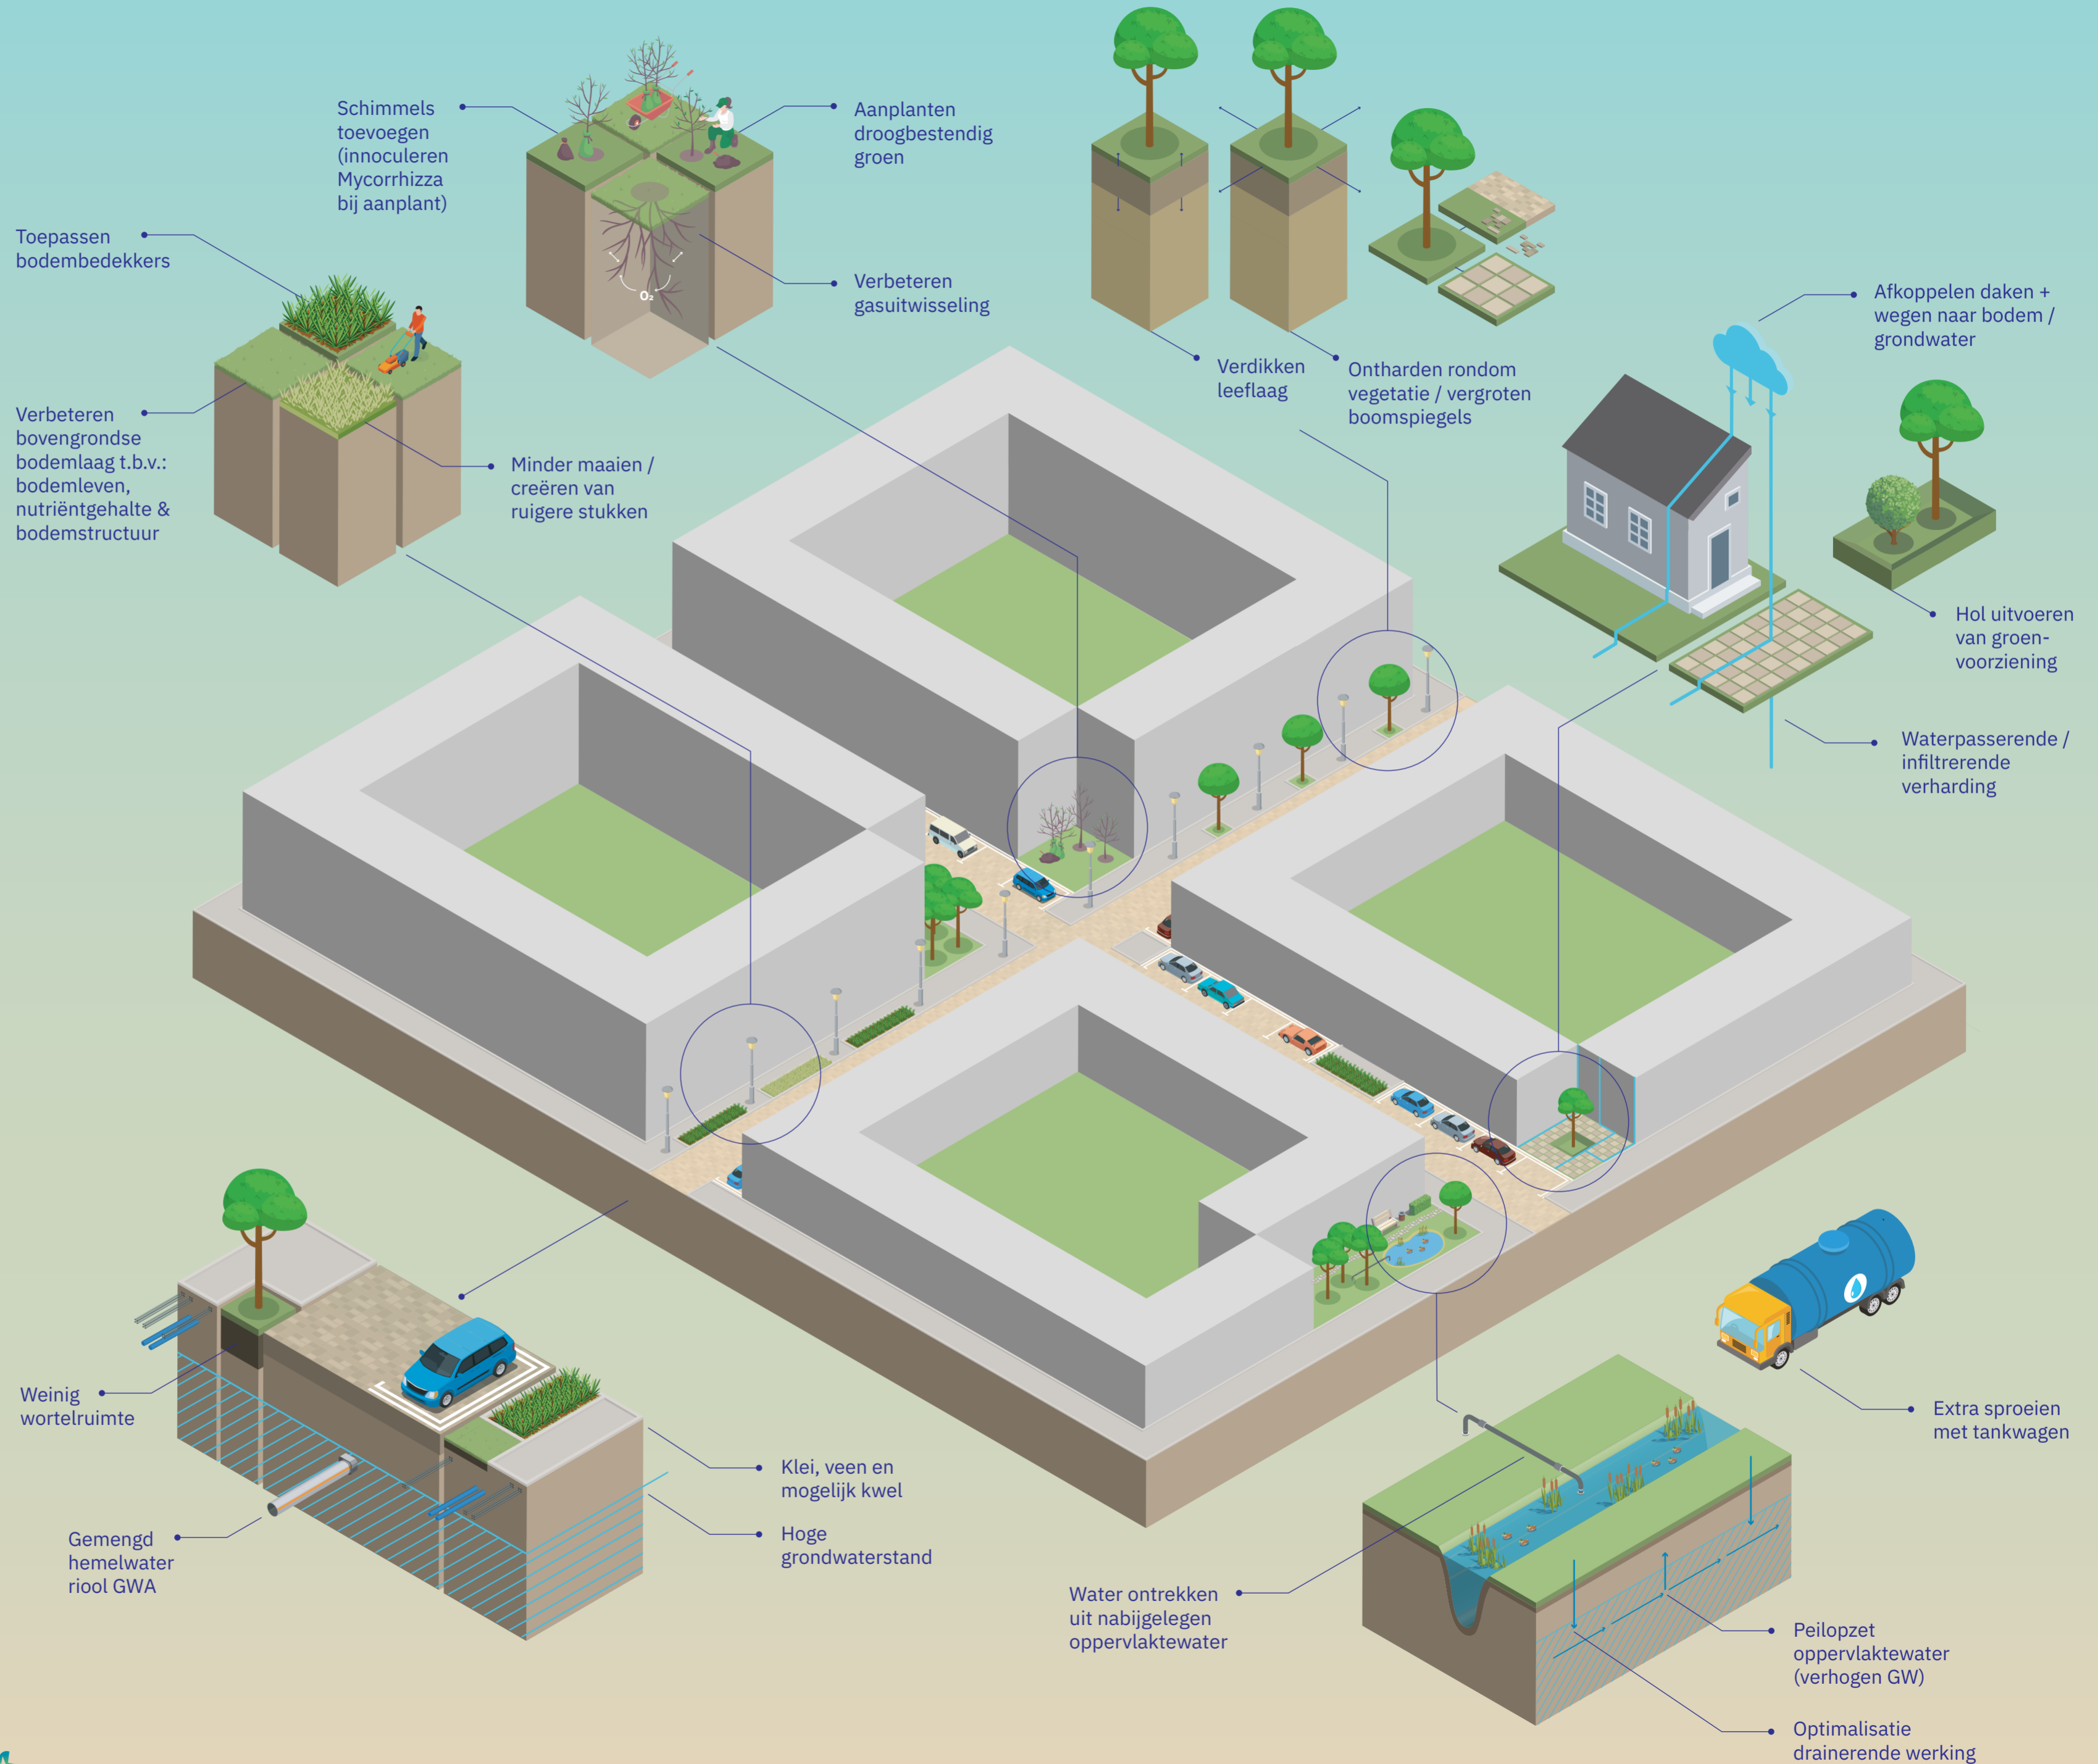 Schimmels
toevoegen
(innoculeren
Mycorrhizza
bij aanplant)
Aanplanten
droogbestendig
groen
Toepassen
bodembedekkers
Verbeteren
gasuitwisseling
O₂
Afkoppelen daken +
wegen naar bodem /
grondwater
Verdikken
leeflaag
Ontharden rondom
vegetatie / vergroten
boomspiegels
Verbeteren
bovengrondse
bodemlaag t.b.v.:
bodemleven,
nutriëntgehalte &
bodemstructuur
Minder maaien /
creëren van
ruigere stukken
Hol uitvoeren
van groen-
voorziening
Waterpasserende /
infiltrerende
verharding
Weinig
wortelruimte
Klei, veen en
mogelijk kwel
Hoge
grondwaterstand
Gemengd
hemelwater
riool GWA
Extra sproeien
met tankwagen
Water ontrekken
uit nabijgelegen
oppervlaktewater
Peilopzet
oppervlaktewater
(verhogen GW)
Optimalisatie
drainerende werking